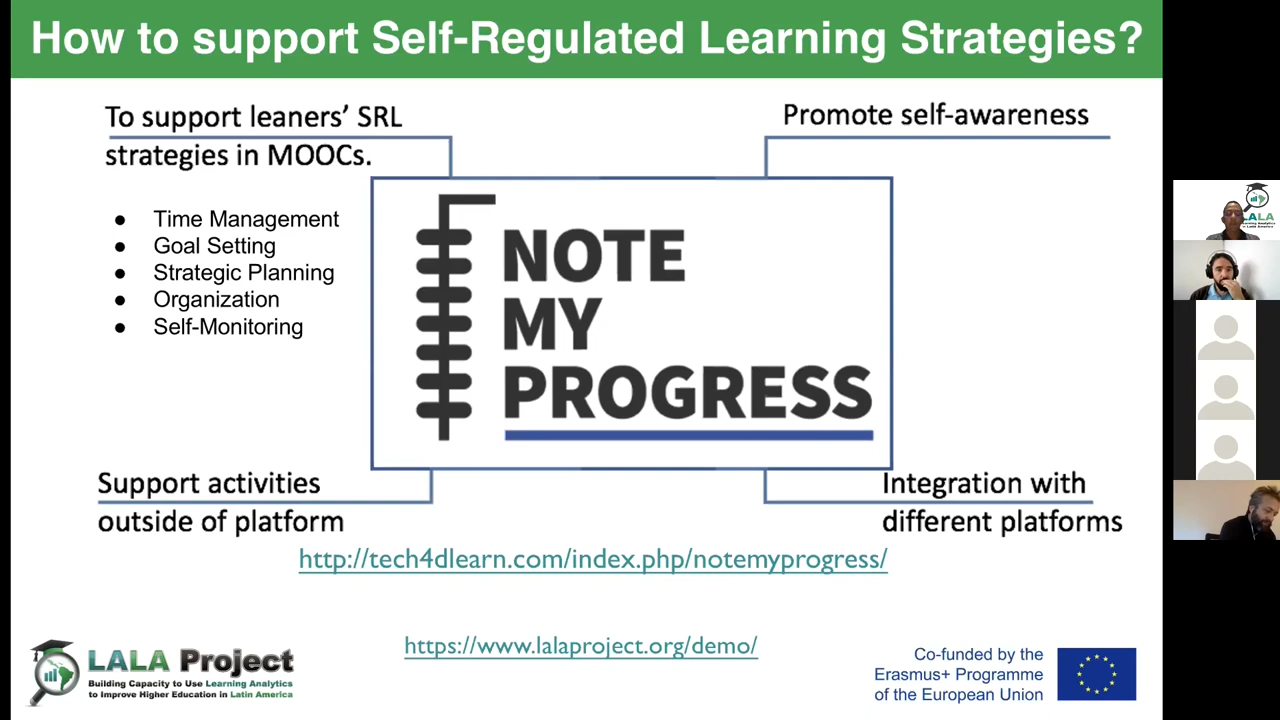 How to support Self-Regulated Learning Strategies?
To support leaners' SRL
strategies in MOOCs.
● Time Management
● Goal Setting
● Strategic Planning
● Organization
● Self-Monitoring
Promote self-awareness
NOTE
MY
PROGRESS
Support activities
outside of platform
Integration with
different platforms
http://tech4dlearn.com/index.php/notemyprogress/
https://www.lalaproject.org/demo/
LALA Project
Building Capacity to Use Learning Analytics
to Improve Higher Education in Latin America
Co-funded by the
Erasmus+ Programme
of the European Union